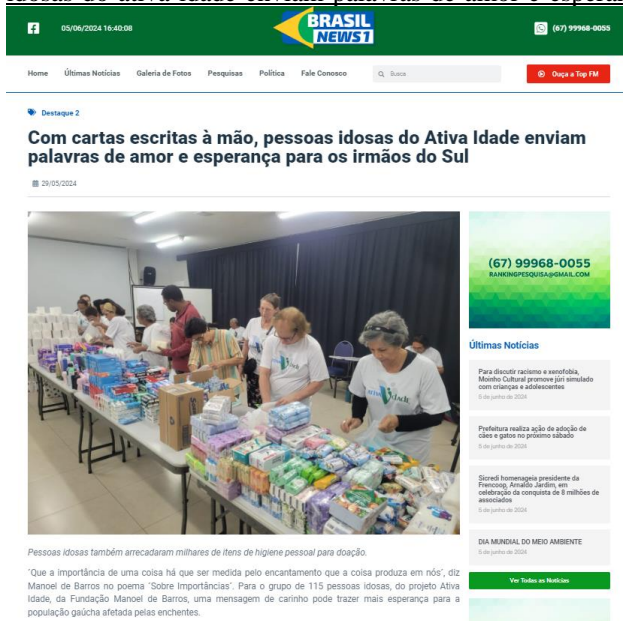 idosas do ativa idade enviam palavras de amor e esperan
05/06/2024 16:40:08
BRASIL
NEWS1
(67) 99968-0055
Home
Últimas Notícias
Galeria de Fotos
Pesquisas
Política
Fale Conosco
Busca
Ouça a Top FM
Destaque 2
Com cartas escritas à mão, pessoas idosas do Ativa Idade enviam
palavras de amor e esperança para os irmãos do Sul
29/05/2024
(67) 99968-0055
RANKINGPESQUISA@GMAIL.COM
Últimas Notícias
Para discutir racismo e xenofobia,
Moinho Cultural promove júri simulado
com crianças e adolescentes
5 de junho de 2024
Prefeitura realiza ação de adoção de
cães e gatos no próximo sábado
5 de junho de 2024
Sicredi homenageia presidente da
Frencoop, Arnaldo Jardim, em
celebração da conquista de 8 milhões de
associados
5 de junho de 2024
DIA MUNDIAL DO MEIO AMBIENTE
5 de junho de 2024
Ver Todas as Notícias
Pessoas idosas também arrecadaram milhares de itens de higiene pessoal para doação.
"Que a importância de uma coisa há que ser medida pelo encantamento que a coisa produza em nós", diz
Manoel de Barros no poema "Sobre Importâncias". Para o grupo de 115 pessoas idosas, do projeto Ativa
Idade, da Fundação Manoel de Barros, uma mensagem de carinho pode trazer mais esperança para a
população gaúcha afetada pelas enchentes.